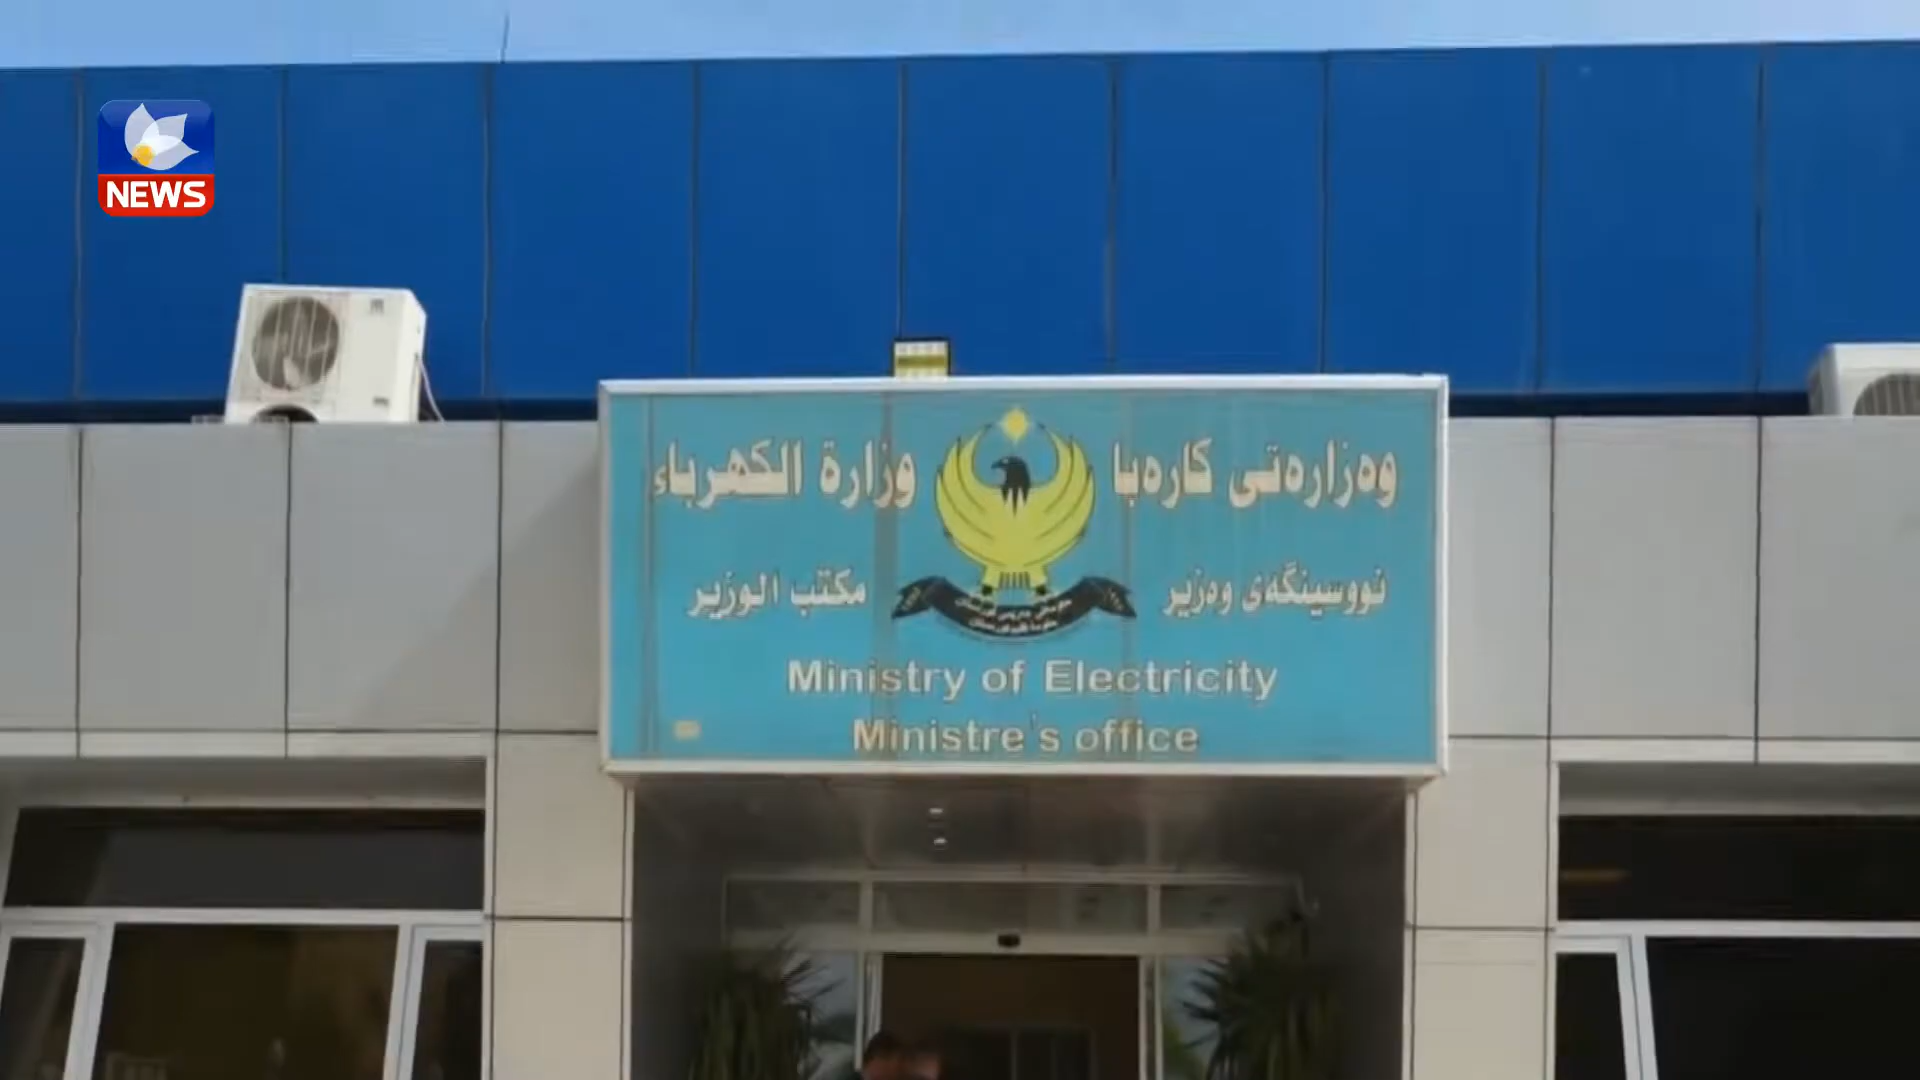 NEWS
وەزارەتی کارەبا
وزارة الكهرباء
نووسینگەی وەزیر
مكتب الوزير
Ministry of Electricity
Ministre's office